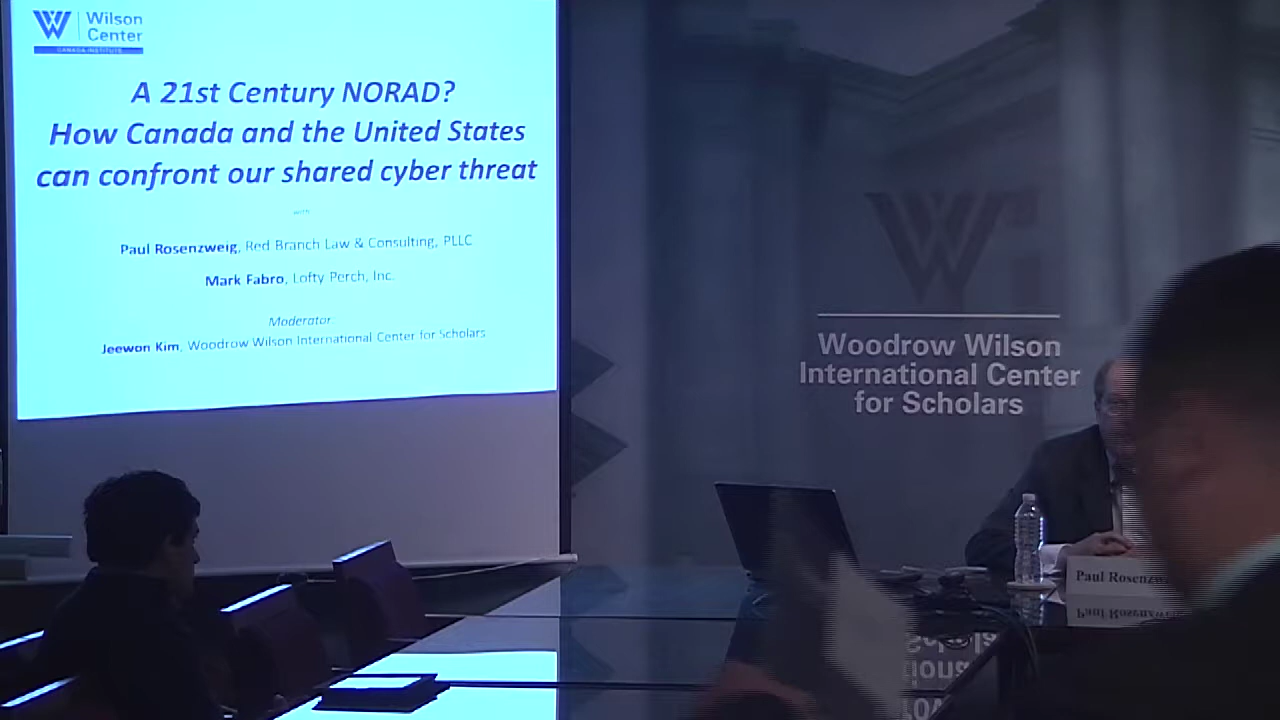 Wilson
Center
CANADA INSTITUTE
A 21st Century NORAD?
How Canada and the United States
can confront our shared cyber threat
with
Paul Rosenzweig, Red Branch Law & Consulting, PLLC
Mark Fabro, Lofty Perch, Inc.
Moderator:
Jeewon Kim, Woodrow Wilson International Center for Scholars
Woodrow Wilson
International Center
for Scholars
Paul Rosenzw